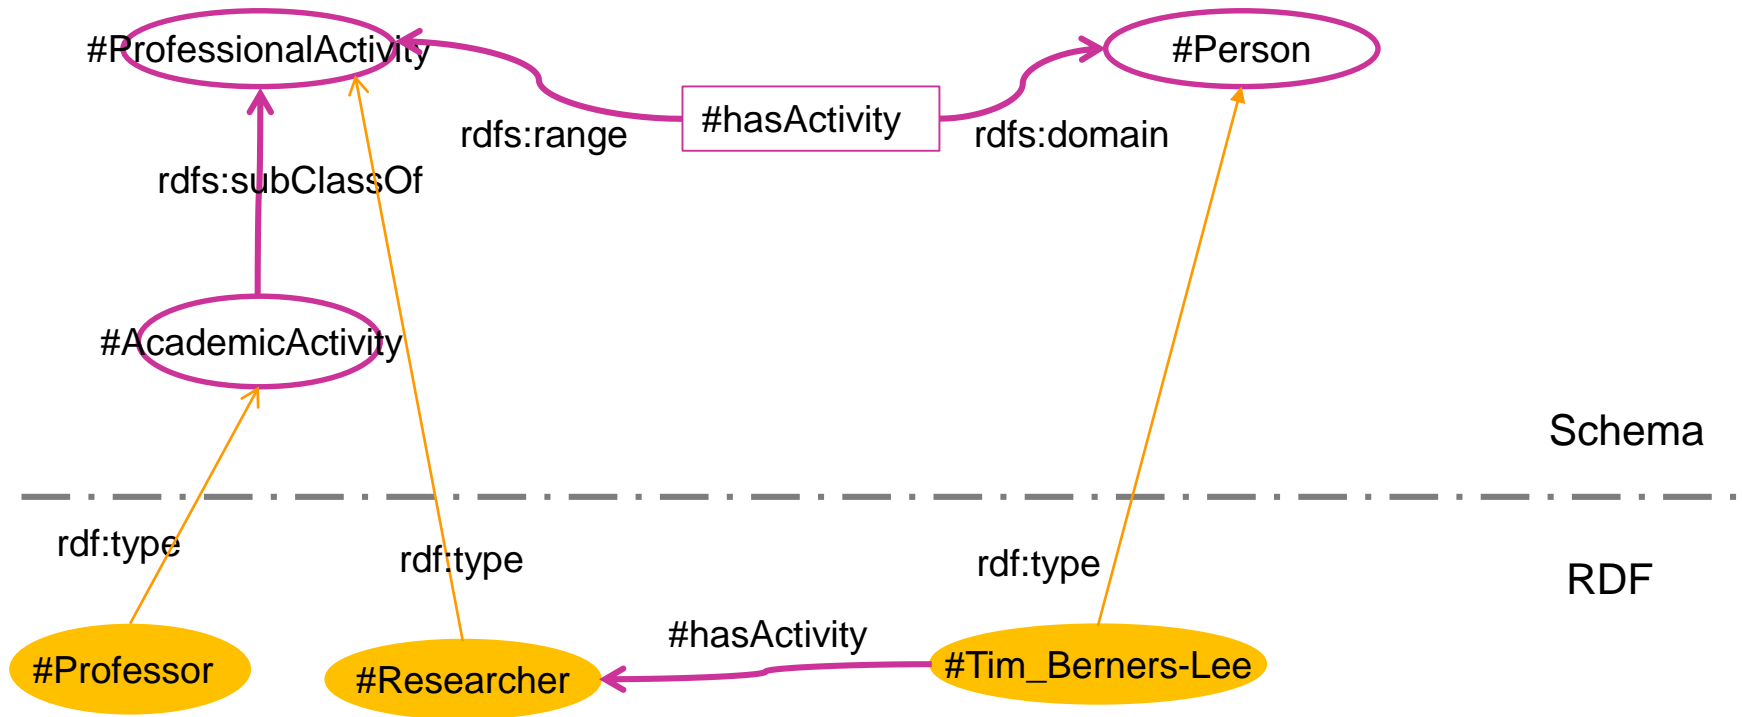 #ProfessionalActivity
#Person
#hasActivity
rdfs:range
rdfs:domain
rdfs:subClassOf
#AcademicActivity
Schema
rdf:type
rdf:type
rdf:type
RDF
#hasActivity
#Professor
#Researcher
#Tim_Berners-Lee